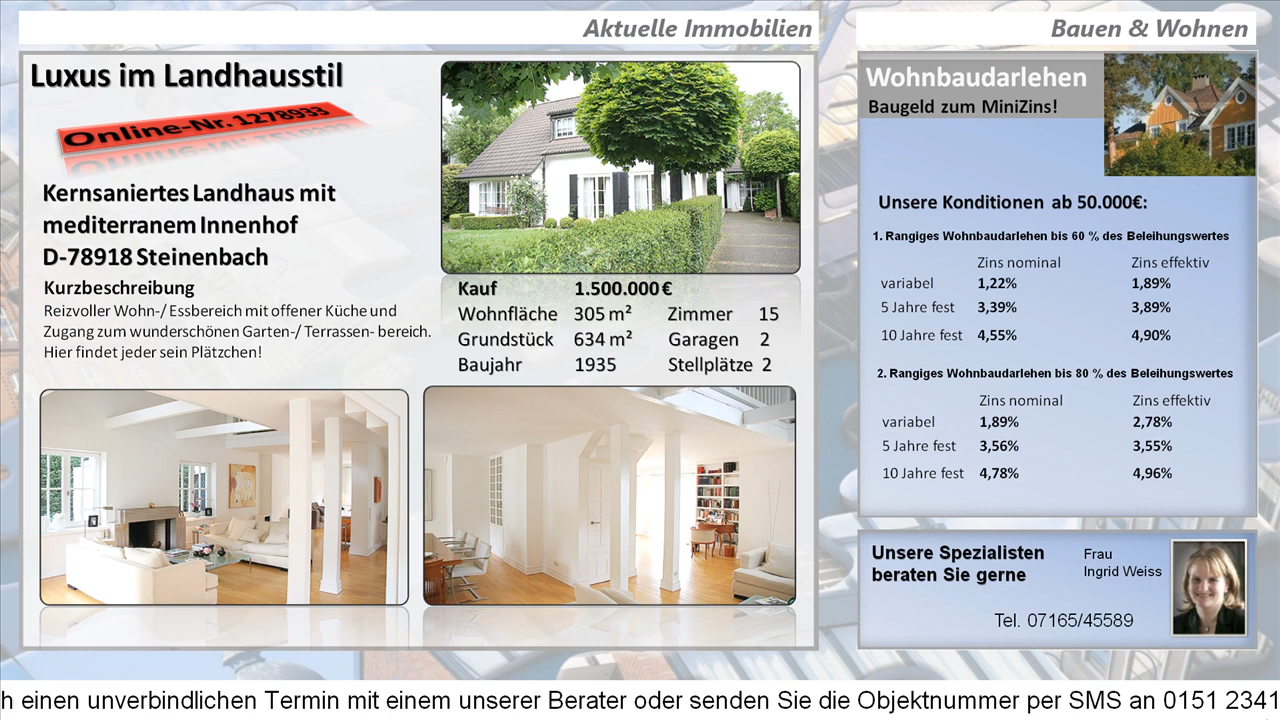 Aktuelle Immobilien
Luxus im Landhausstil
Online-Nr. 1278933
Kernsaniertes Landhaus mit
mediterranem Innenhof
D-78918 Steinenbach
Kurzbeschreibung
Reizvoller Wohn-/ Essbereich mit offener Küche und
Zugang zum wunderschönen Garten-/ Terrassen- bereich.
Hier findet jeder sein Plätzchen!
Kauf 1.500.000 €
Wohnfläche 305 m² Zimmer 15
Grundstück 634 m² Garagen 2
Baujahr 1935 Stellplätze 2
Bauen & Wohnen
Wohnbaudarlehen
Baugeld zum MiniZins!
Unsere Konditionen ab 50.000€:
1. Rangiges Wohnbaudarlehen bis 60 % des Beleihungswertes
Zins nominal Zins effektiv
variabel 1,22% 1,89%
5 Jahre fest 3,39% 3,89%
10 Jahre fest 4,55% 4,90%
2. Rangiges Wohnbaudarlehen bis 80 % des Beleihungswertes
Zins nominal Zins effektiv
variabel 1,89% 2,78%
5 Jahre fest 3,56% 3,55%
10 Jahre fest 4,78% 4,96%
Unsere Spezialisten
beraten Sie gerne
Frau
Ingrid Weiss
Tel. 07165/45589
h einen unverbindlichen Termin mit einem unserer Berater oder senden Sie die Objektnummer per SMS an 0151 2341